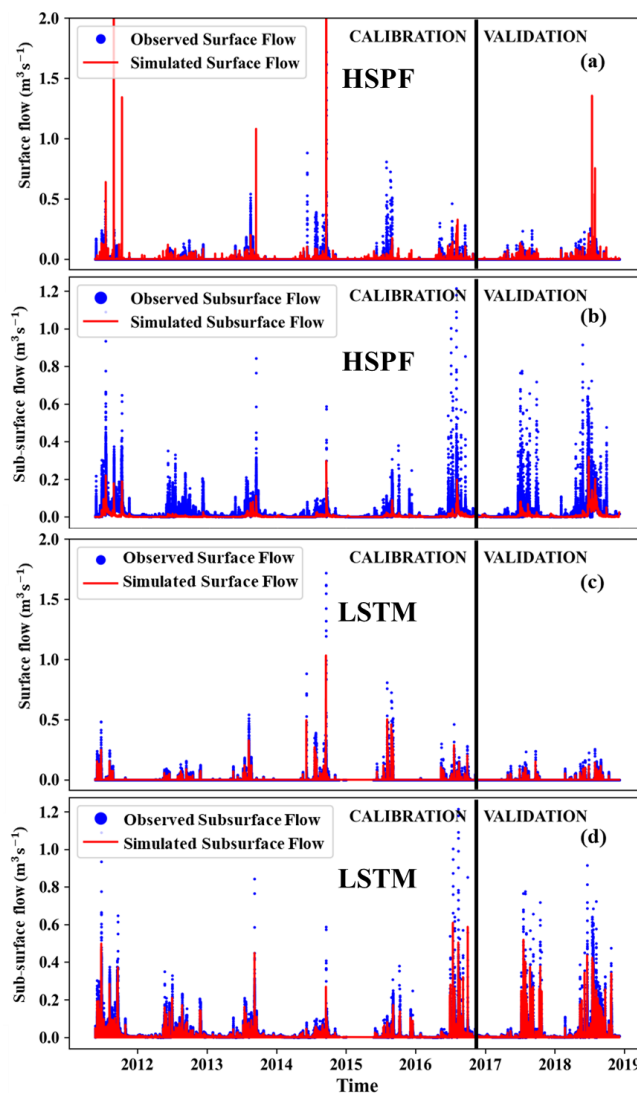 2.0
1.5
1.0
0.5
0.0
Surface flow (m³s⁻¹)
Observed Surface Flow
Simulated Surface Flow
CALIBRATION
VALIDATION
HSPF
(a)
1.2
1.0
0.8
0.6
0.4
0.2
0.0
Sub-surface flow (m³s⁻¹)
Observed Subsurface Flow
Simulated Subsurface Flow
CALIBRATION
VALIDATION
HSPF
(b)
2.0
1.5
1.0
0.5
0.0
Surface flow (m³s⁻¹)
Observed Surface Flow
Simulated Surface Flow
CALIBRATION
VALIDATION
LSTM
(c)
1.2
1.0
0.8
0.6
0.4
0.2
0.0
Sub-surface flow (m³s⁻¹)
Observed Subsurface Flow
Simulated Subsurface Flow
CALIBRATION
VALIDATION
LSTM
(d)
2012 2013 2014 2015 2016 2017 2018 2019
Time